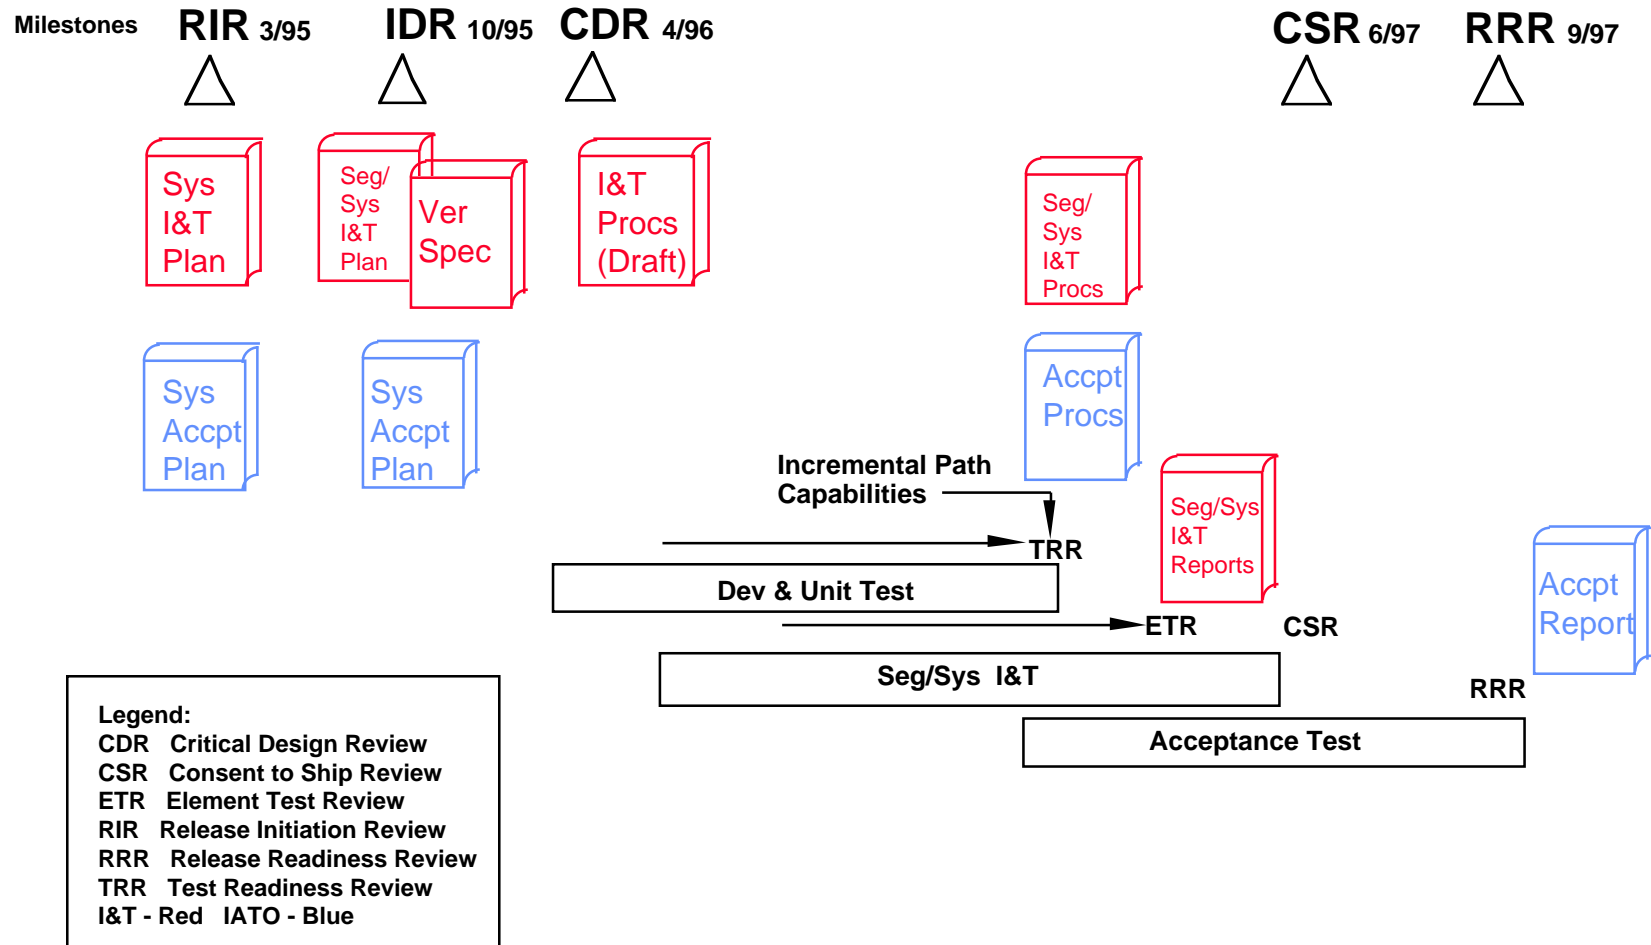 Milestones
RIR 3/95
IDR 10/95
CDR 4/96
CSR 6/97
RRR 9/97
Sys
I&T
Plan
Seg/
Sys
I&T
Plan
Ver
Spec
I&T
Procs
(Draft)
Seg/
Sys
I&T
Procs
Sys
Accpt
Plan
Sys
Accpt
Plan
Accpt
Procs
Incremental Path
Capabilities
TRR
Seg/Sys
I&T
Reports
Dev & Unit Test
Accpt
Report
ETR
CSR
Seg/Sys I&T
RRR
Acceptance Test
Legend:
CDR Critical Design Review
CSR Consent to Ship Review
ETR Element Test Review
RIR Release Initiation Review
RRR Release Readiness Review
TRR Test Readiness Review
I&T - Red IATO - Blue